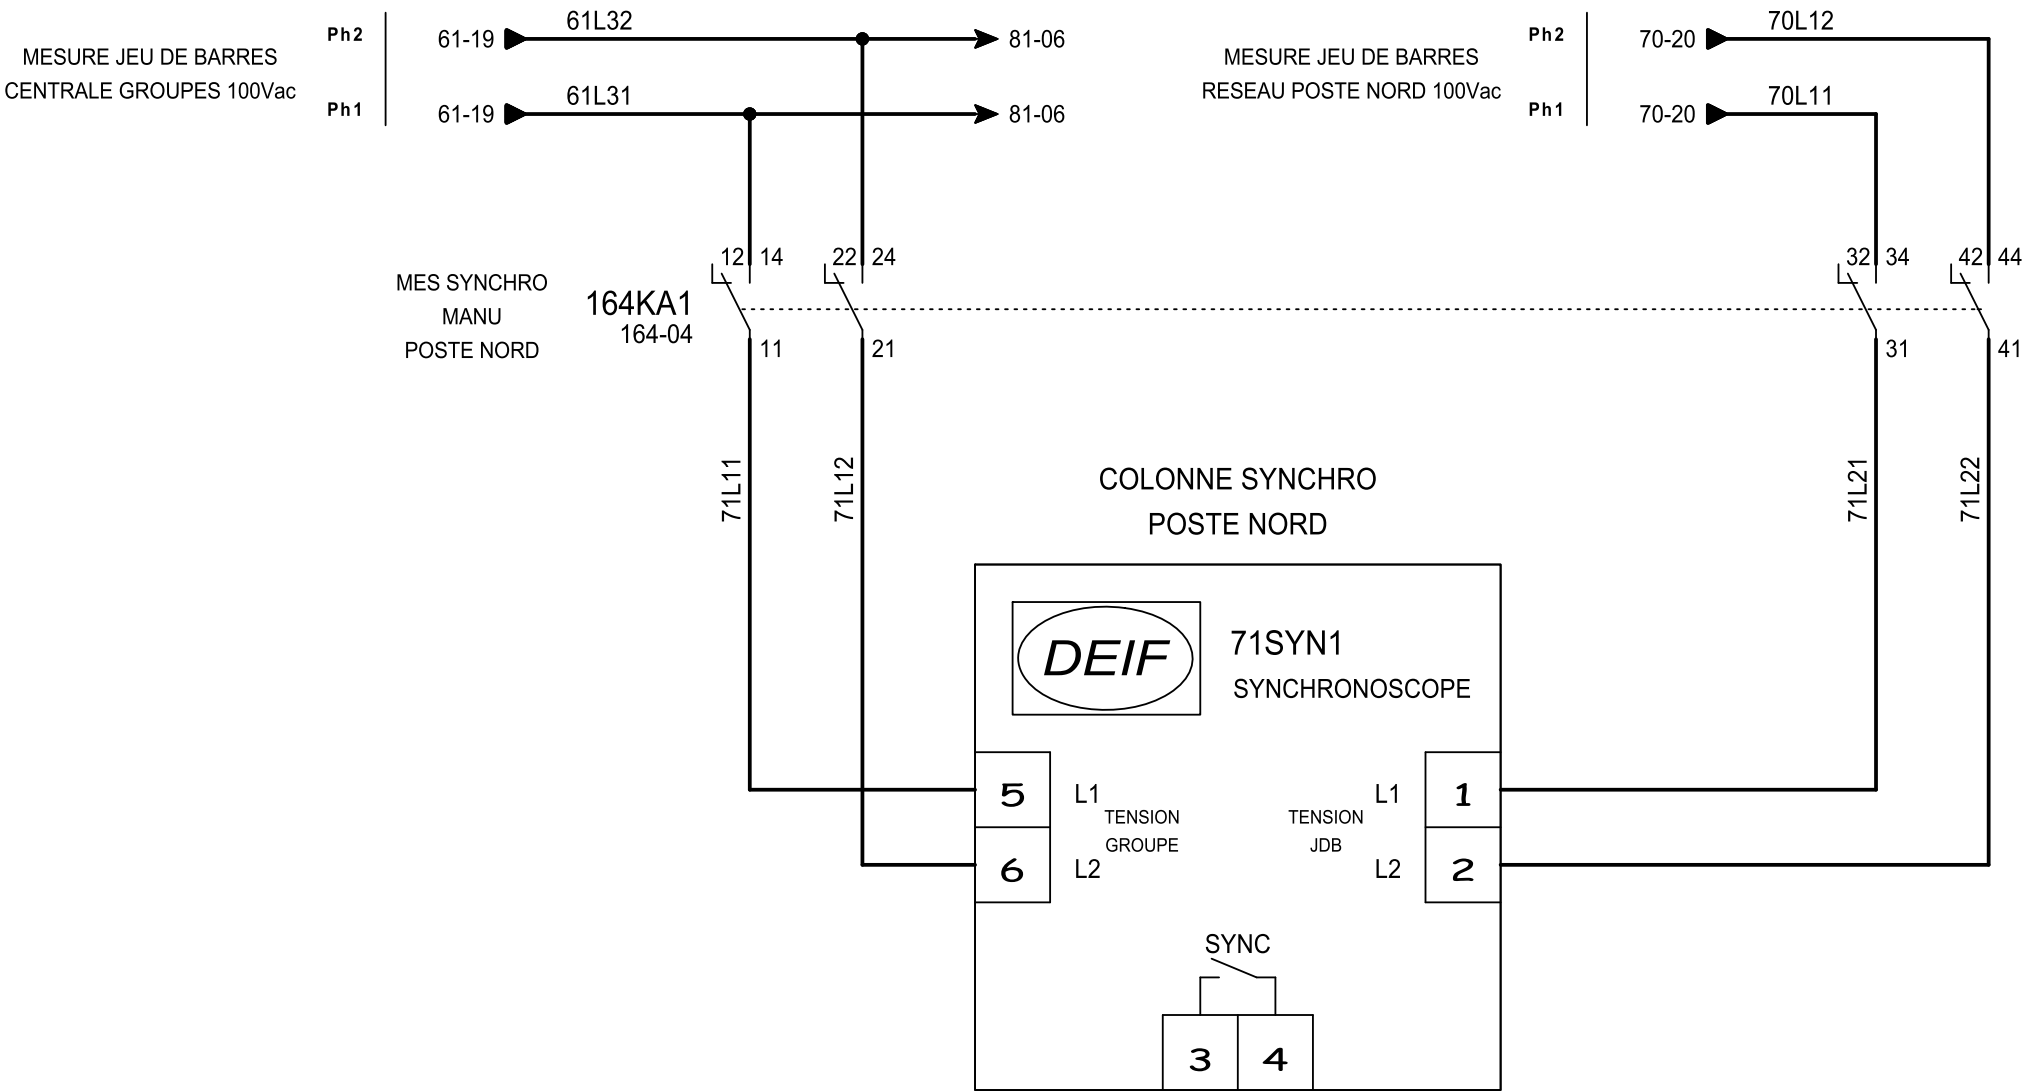 MESURE JEU DE BARRES
CENTRALE GROUPES 100Vac
Ph2
61-19
61L32
81-06
Ph1
61-19
61L31
81-06
MESURE JEU DE BARRES
RESEAU POSTE NORD 100Vac
Ph2
70-20
70L12
Ph1
70-20
70L11
MES SYNCHRO
MANU
POSTE NORD
164KA1
164-04
12 14
11
22 24
21
32 34
31
42 44
41
71L11
71L12
71L21
71L22
COLONNE SYNCHRO
POSTE NORD
DEIF
71SYN1
SYNCHRONOSCOPE
5
L1
TENSION
GROUPE
6
L2
L1
1
TENSION
JDB
L2
2
SYNC
3
4